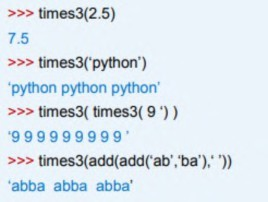 >>> times3(2.5)
7.5
>>> times3(‘python’)
‘python python python’
>>> times3( times3( 9 ‘) )
‘9 9 9 9 9 9 9 9 9 ’
>>> times3(add(add(‘ab’,‘ba’),‘ ’))
‘abba  abba  abba’